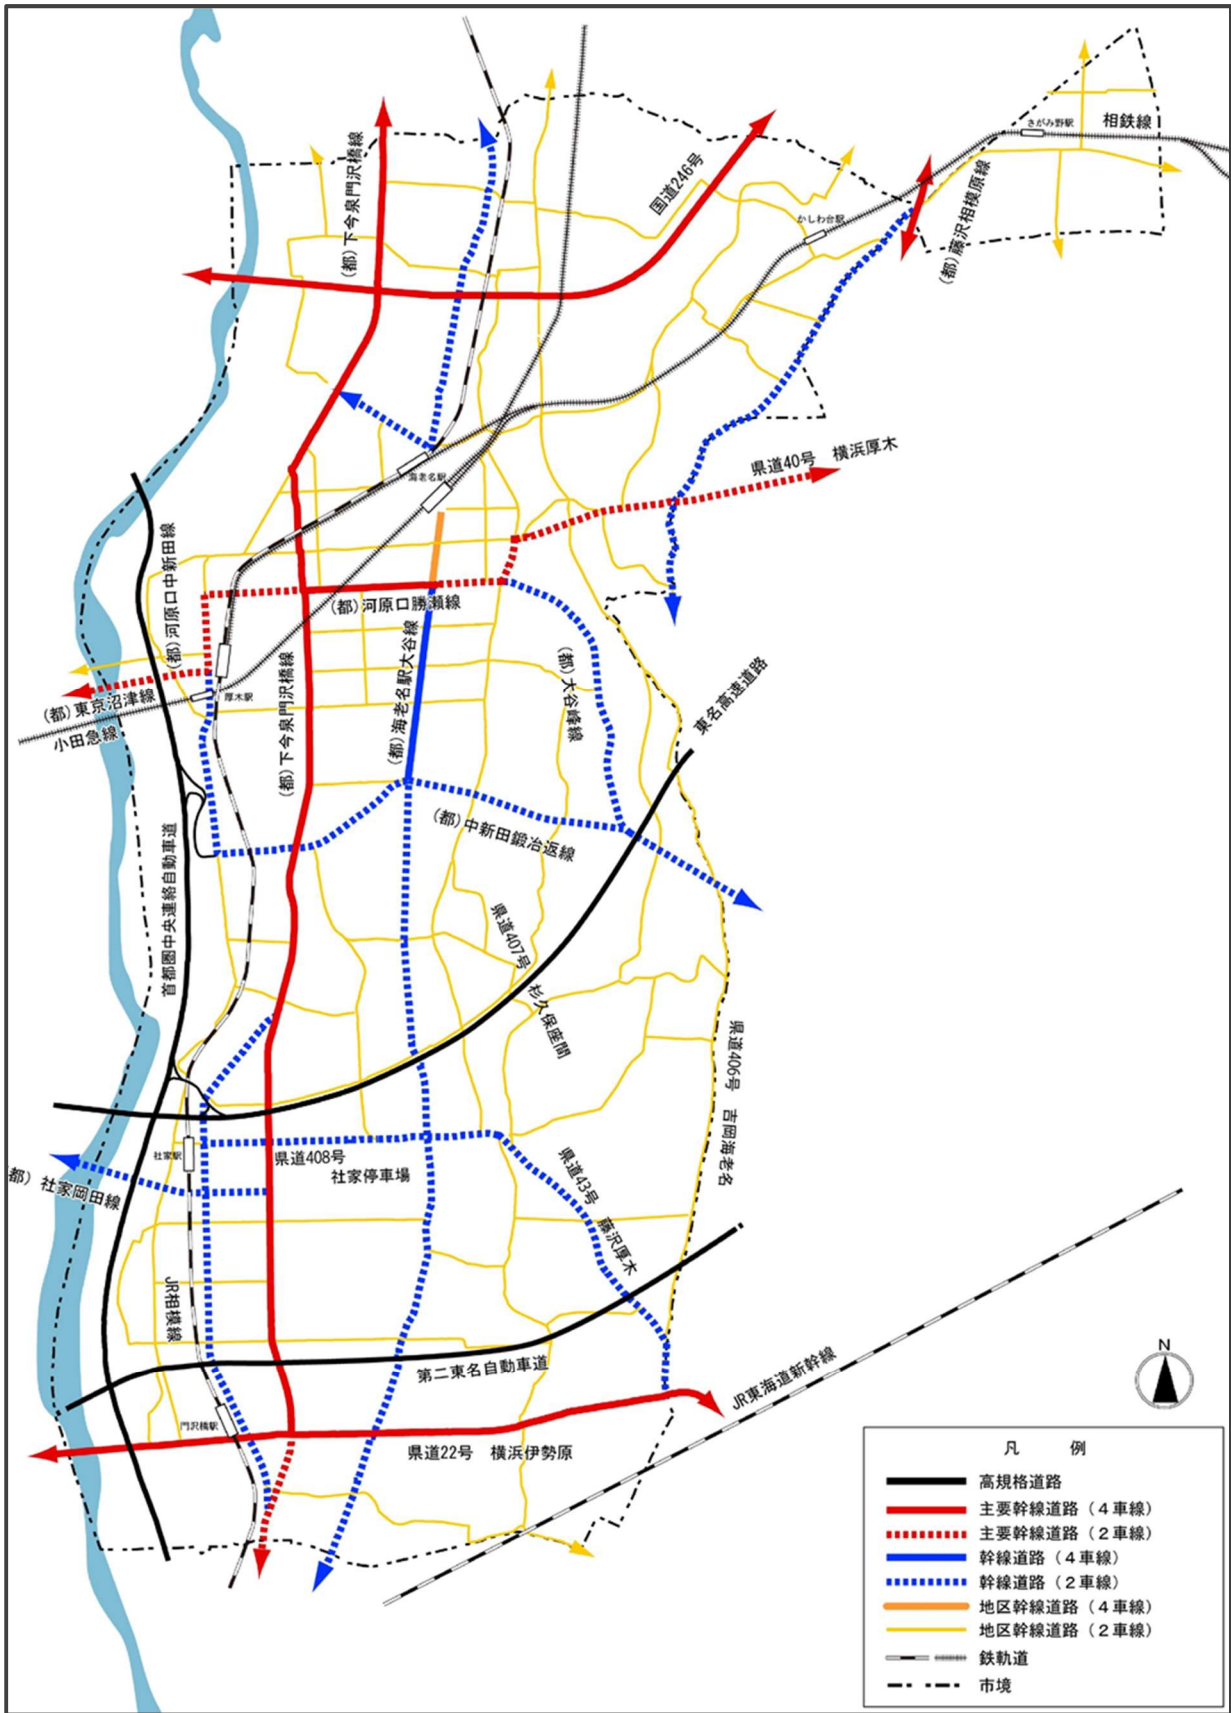 さがみ野駅
相鉄線
(都)下今泉門沢橋線
国道246号
かしわ台駅
(都)藤沢相模原線
県道40号 横浜厚木
海老名駅
(都)河原口中新田線
(都)河原口勝瀬線
(都)海老名駅大谷線
(都)大谷峰線
(都)下今泉門沢橋線
厚木駅
(都)東京沼津線
小田急線
東名高速道路
(都)中新田鍛冶返線
首都圏中央連絡自動車道
県道407号 杉久保座間
県道406号 吉岡海老名
社家駅
県道408号
社家停車場
都)社家岡田線
県道43号 藤沢厚木
JR相模線
第二東名自動車道
JR東海道新幹線
門沢橋駅
県道22号 横浜伊勢原
N
凡 例
高規格道路
主要幹線道路(4車線)
主要幹線道路(2車線)
幹線道路(4車線)
幹線道路(2車線)
地区幹線道路(4車線)
地区幹線道路(2車線)
鉄軌道
市境